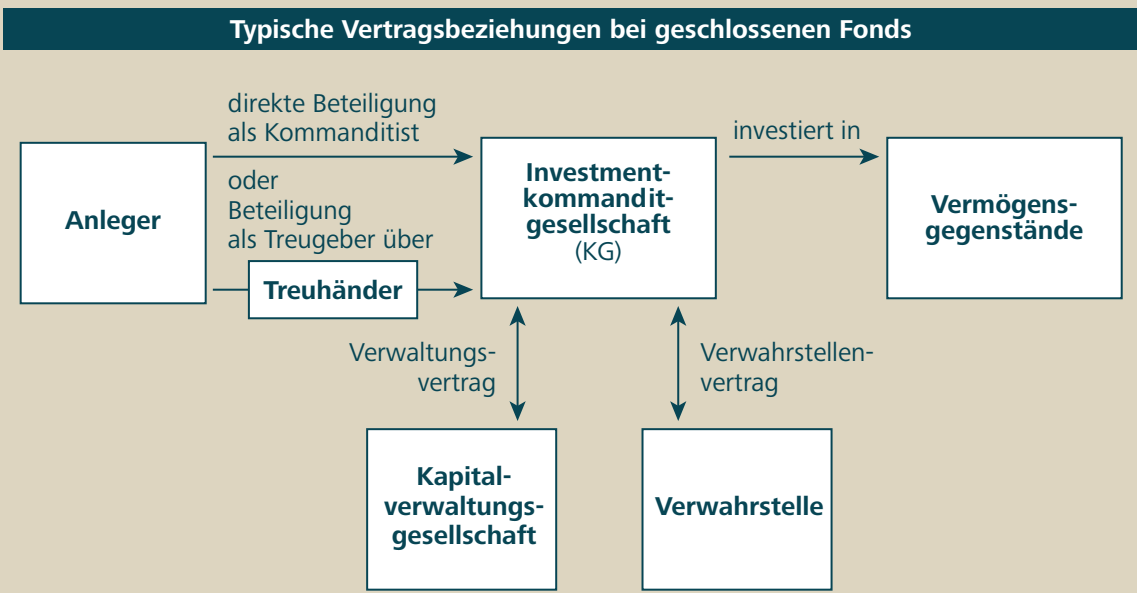 Typische Vertragsbeziehungen bei geschlossenen Fonds
direkte Beteiligung
als Kommanditist
oder
Beteiligung
als Treugeber über
Anleger
Treuhänder
Investment-
kommandit-
gesellschaft
(KG)
investiert in
Vermögens-
gegenstände
Verwaltungs-
vertrag
Verwahrstellen-
vertrag
Kapital-
verwaltungs-
gesellschaft
Verwahrstelle